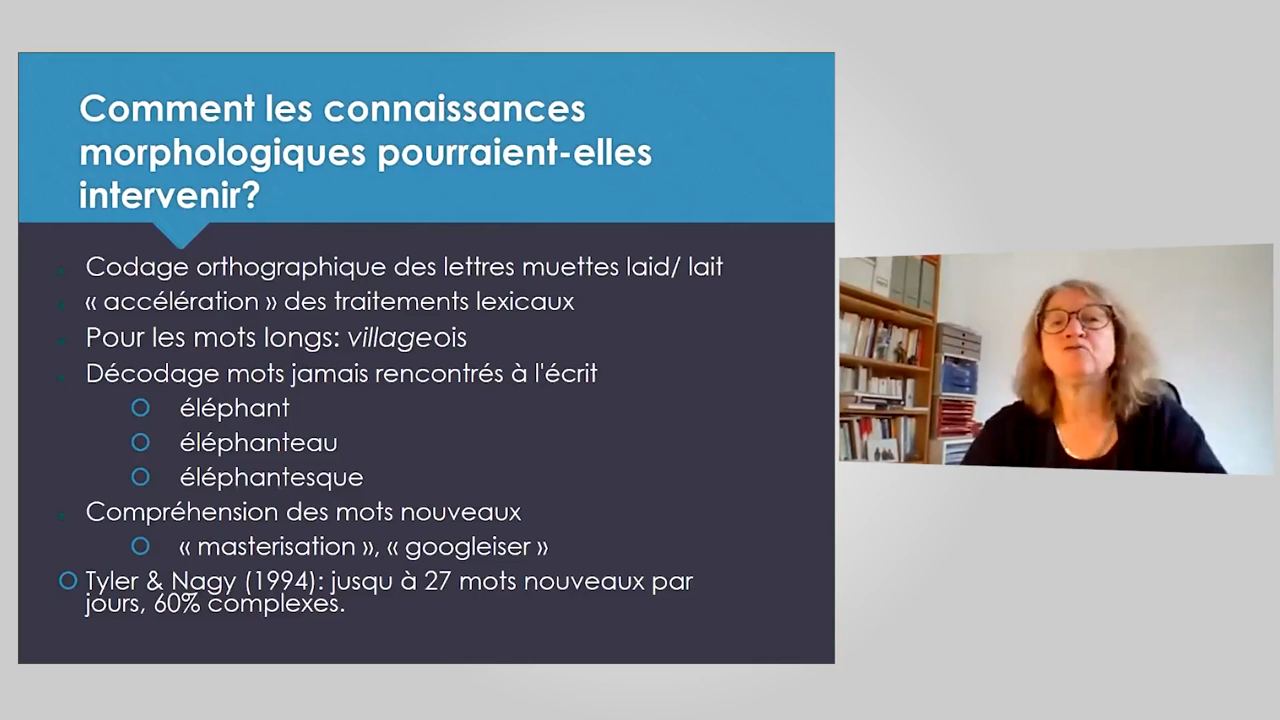 Comment les connaissances
morphologiques pourraient-elles
intervenir?
Codage orthographique des lettres muettes laid/ lait
« accélération » des traitements lexicaux
Pour les mots longs: villageois
Décodage mots jamais rencontrés à l'écrit
éléphant
éléphanteau
éléphantesque
Compréhension des mots nouveaux
« masterisation », « googleiser »
Tyler & Nagy (1994): jusqu à 27 mots nouveaux par
jours, 60% complexes.